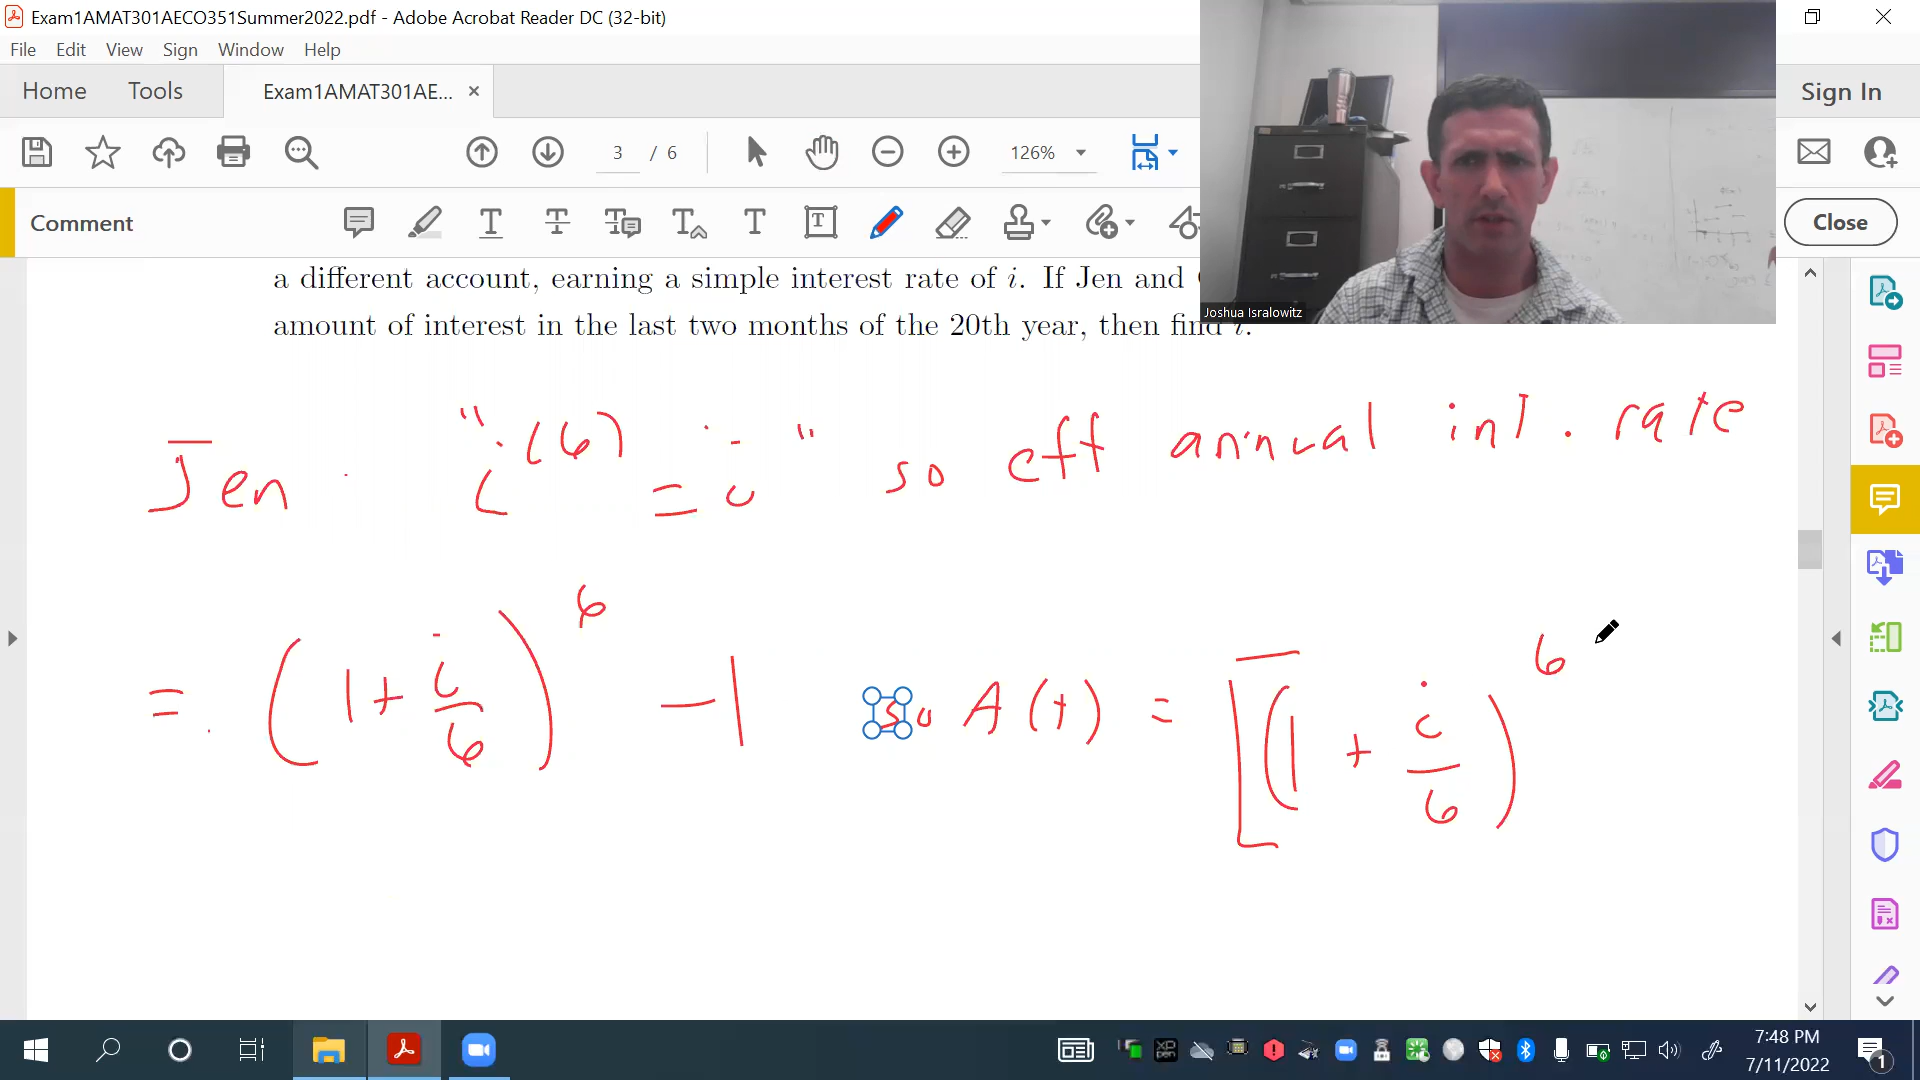 Exam1AMAT301AECO351Summer2022.pdf - Adobe Acrobat Reader DC (32-bit)
File Edit View Sign Window Help
Home Tools Exam1AMAT301AE... ×
Sign In
3 / 6 126%
Comment
Close
Joshua Isralowitz
a different account, earning a simple interest rate of i. If Jen and
amount of interest in the last two months of the 20th year, then find i.
Jen : "i^(6) = i" so eff annual int. rate
= (1 + i/6)^6 - 1 so A(t) = [(1 + i/6)^6
7:48 PM
7/11/2022
1